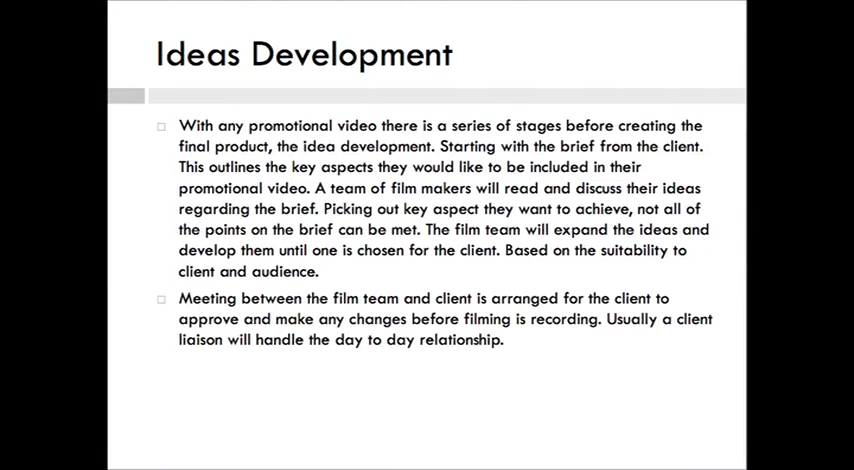 Ideas Development
With any promotional video there is a series of stages before creating the
final product, the idea development. Starting with the brief from the client.
This outlines the key aspects they would like to be included in their
promotional video. A team of film makers will read and discuss their ideas
regarding the brief. Picking out key aspect they want to achieve, not all of
the points on the brief can be met. The film team will expand the ideas and
develop them until one is chosen for the client. Based on the suitability to
client and audience.
Meeting between the film team and client is arranged for the client to
approve and make any changes before filming is recording. Usually a client
liaison will handle the day to day relationship.